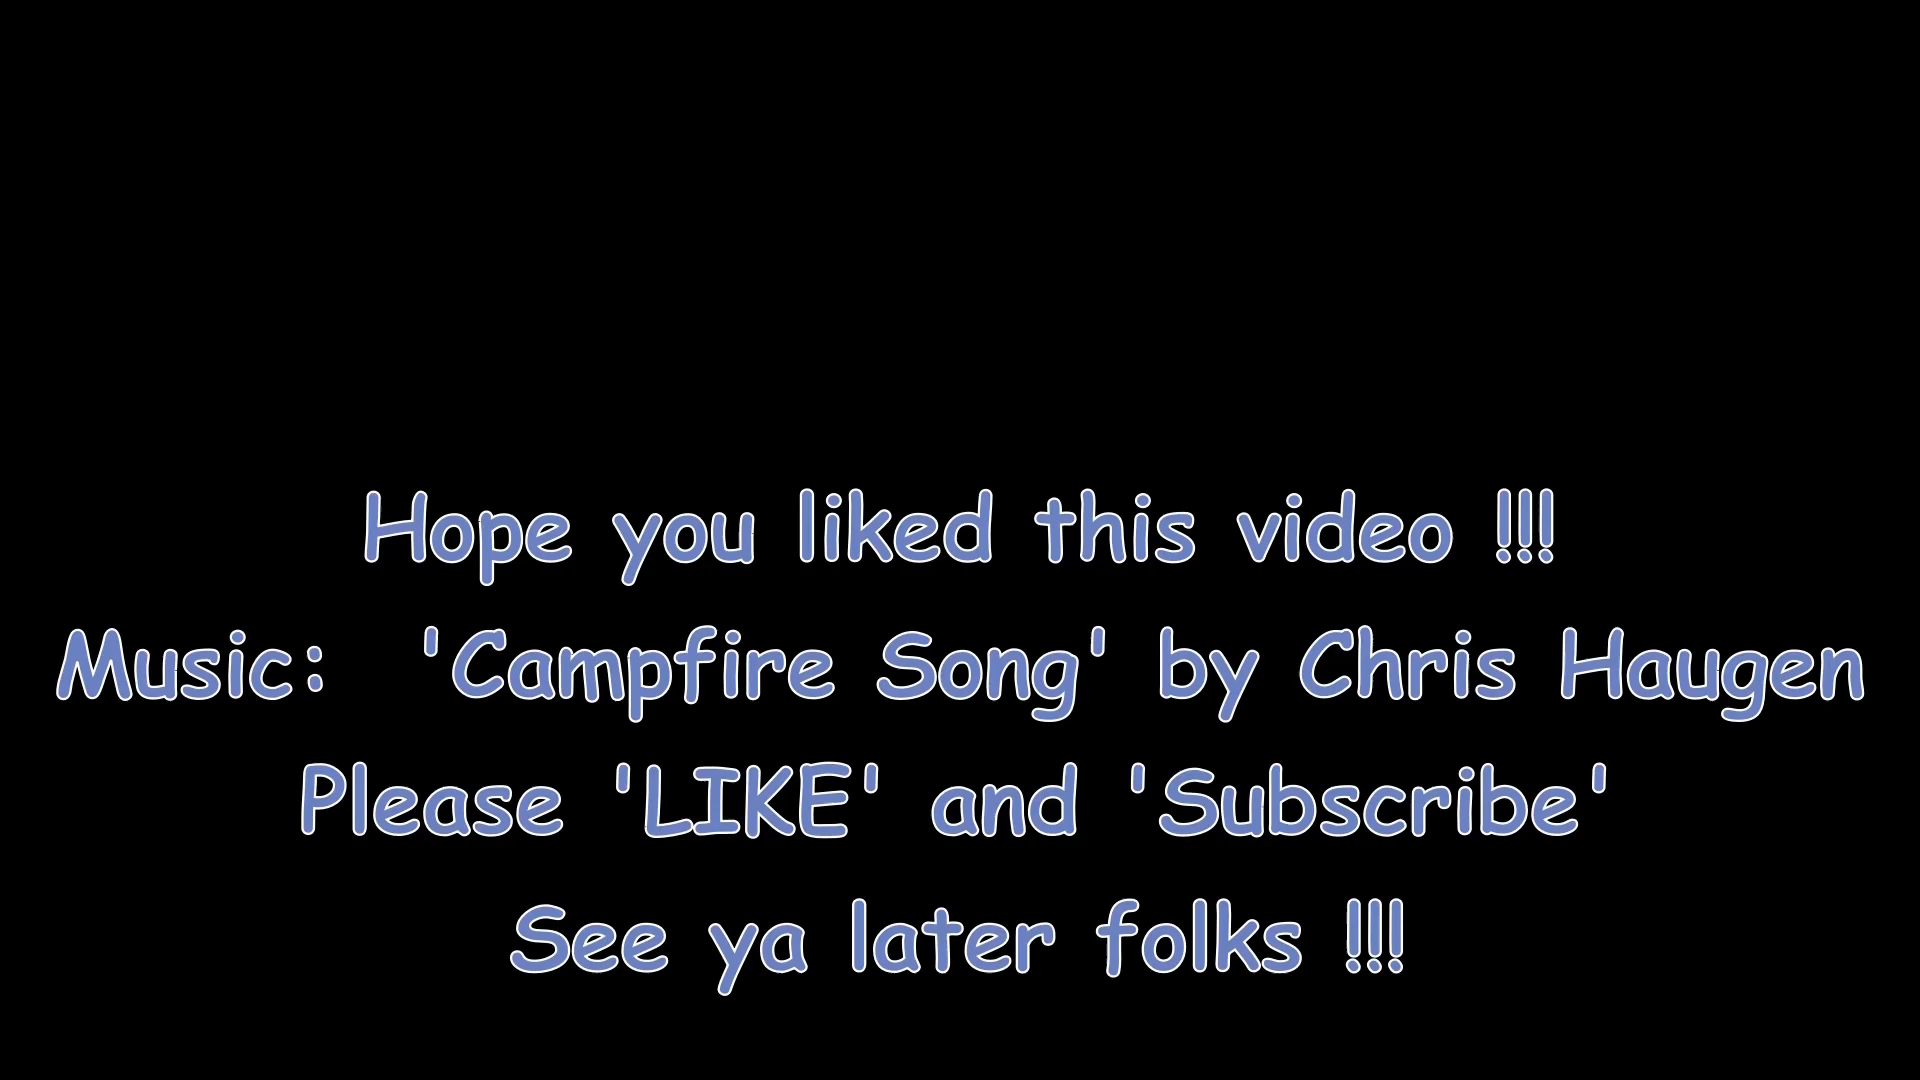 Hope you liked this video !!!
Music:  'Campfire Song' by Chris Haugen
Please 'LIKE' and 'Subscribe'
See ya later folks !!!